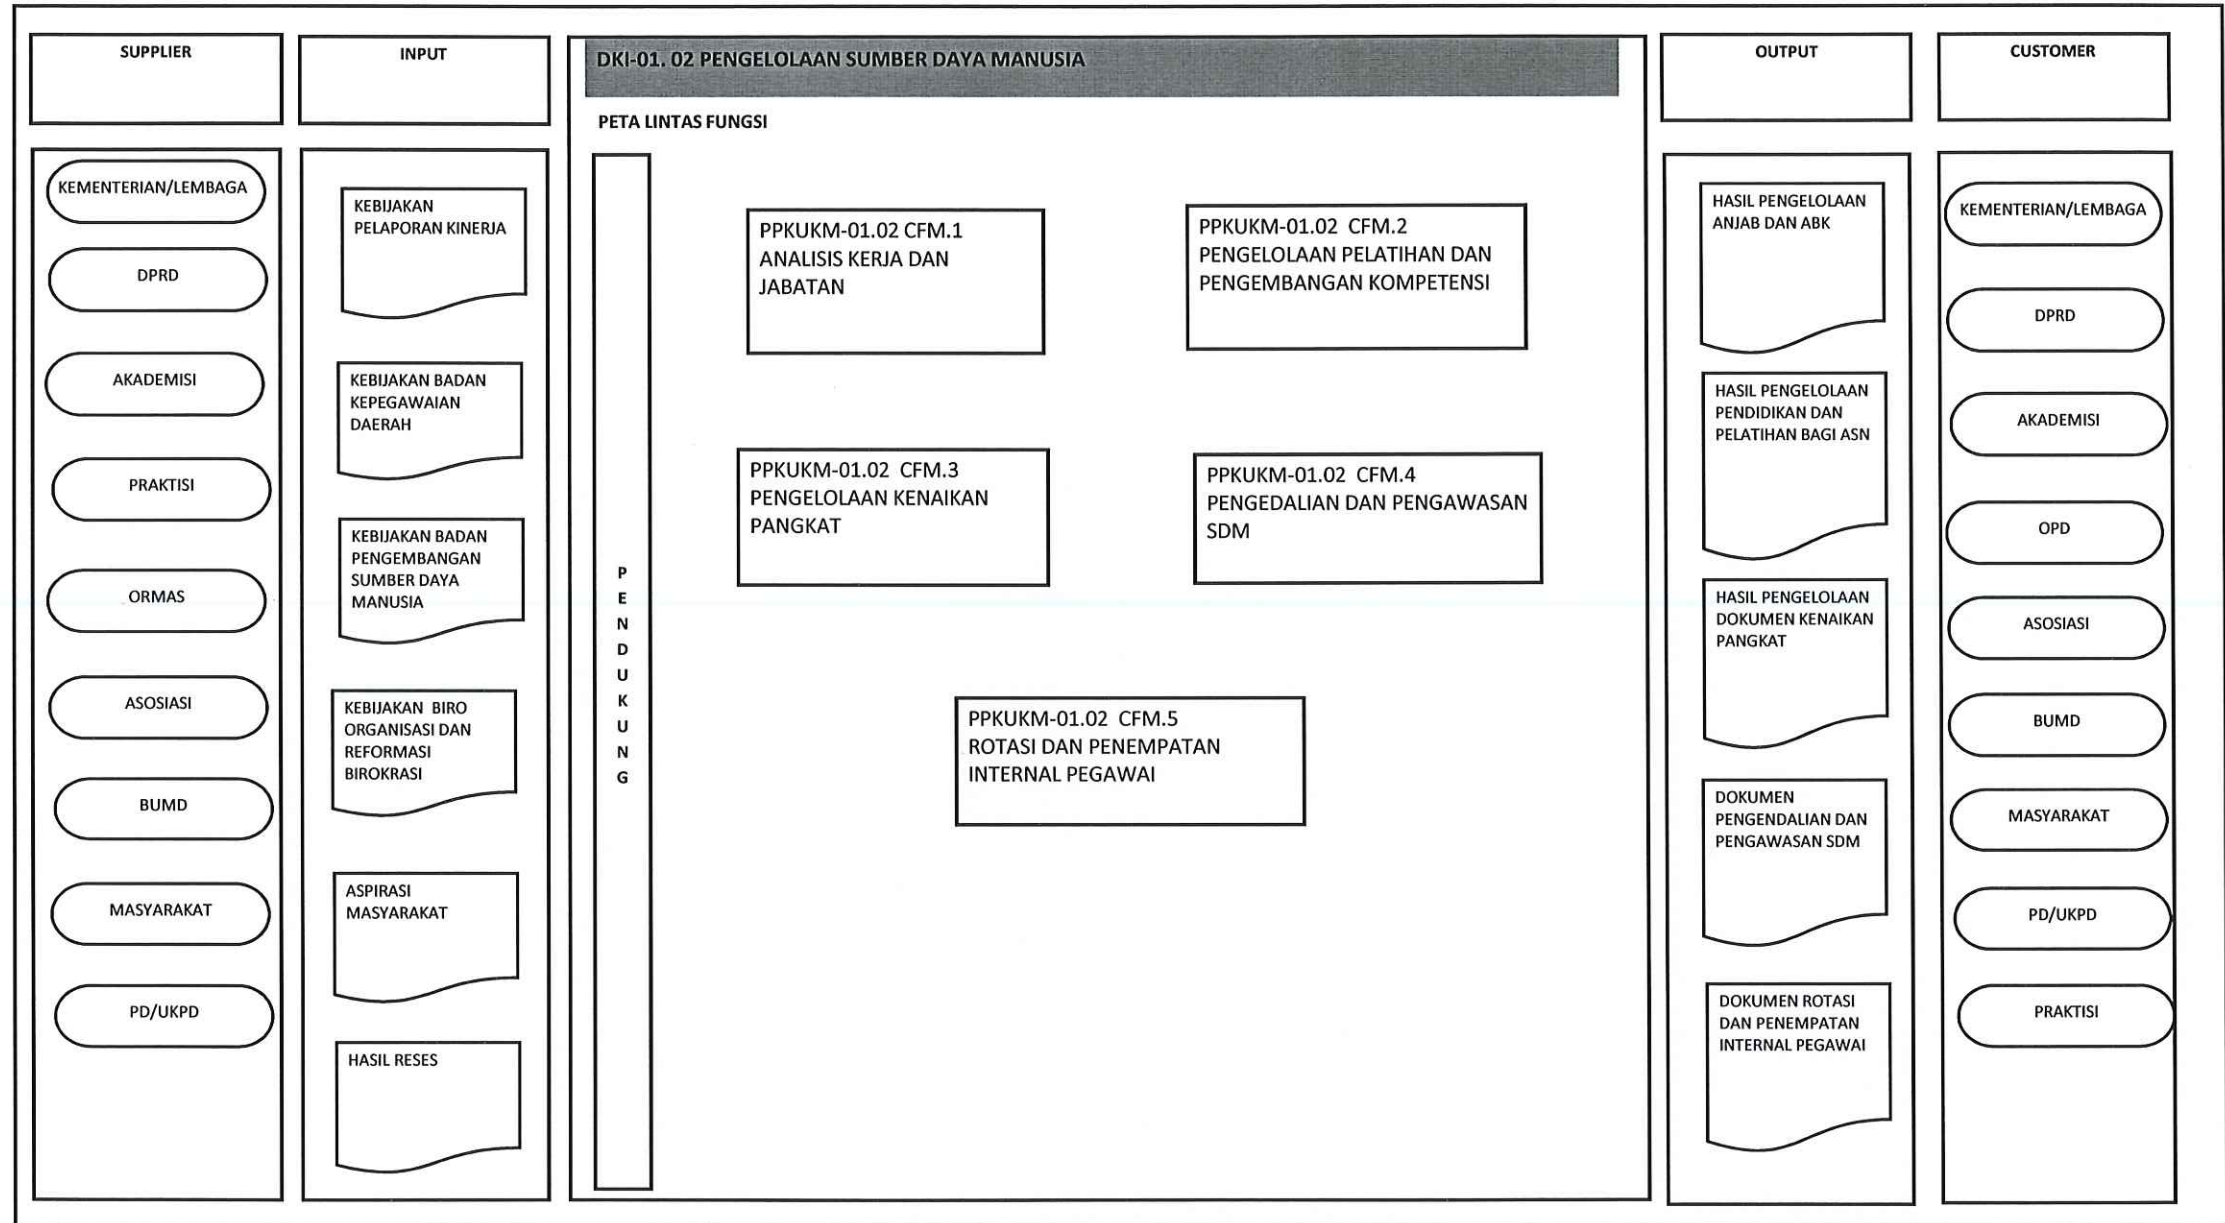 SUPPLIER
INPUT
DKI-01. 02 PENGELOLAAN SUMBER DAYA MANUSIA
OUTPUT
CUSTOMER
PETA LINTAS FUNGSI
KEMENTERIAN/LEMBAGA
DPRD
AKADEMISI
PRAKTISI
ORMAS
ASOSIASI
BUMD
MASYARAKAT
PD/UKPD
KEBIJAKAN
PELAPORAN KINERJA
KEBIJAKAN BADAN
KEPEGAWAIAN
DAERAH
KEBIJAKAN BADAN
PENGEMBANGAN
SUMBER DAYA
MANUSIA
KEBIJAKAN  BIRO
ORGANISASI DAN
REFORMASI
BIROKRASI
ASPIRASI
MASYARAKAT
HASIL RESES
P
E
N
D
U
K
U
N
G
PPKUKM-01.02 CFM.1
ANALISIS KERJA DAN
JABATAN
PPKUKM-01.02  CFM.2
PENGELOLAAN PELATIHAN DAN
PENGEMBANGAN KOMPETENSI
PPKUKM-01.02  CFM.3
PENGELOLAAN KENAIKAN
PANGKAT
PPKUKM-01.02  CFM.4
PENGEDALIAN DAN PENGAWASAN
SDM
PPKUKM-01.02  CFM.5
ROTASI DAN PENEMPATAN
INTERNAL PEGAWAI
HASIL PENGELOLAAN
ANJAB DAN ABK
HASIL PENGELOLAAN
PENDIDIKAN DAN
PELATIHAN BAGI ASN
HASIL PENGELOLAAN
DOKUMEN KENAIKAN
PANGKAT
DOKUMEN
PENGENDALIAN DAN
PENGAWASAN SDM
DOKUMEN ROTASI
DAN PENEMPATAN
INTERNAL PEGAWAI
KEMENTERIAN/LEMBAGA
DPRD
AKADEMISI
OPD
ASOSIASI
BUMD
MASYARAKAT
PD/UKPD
PRAKTISI